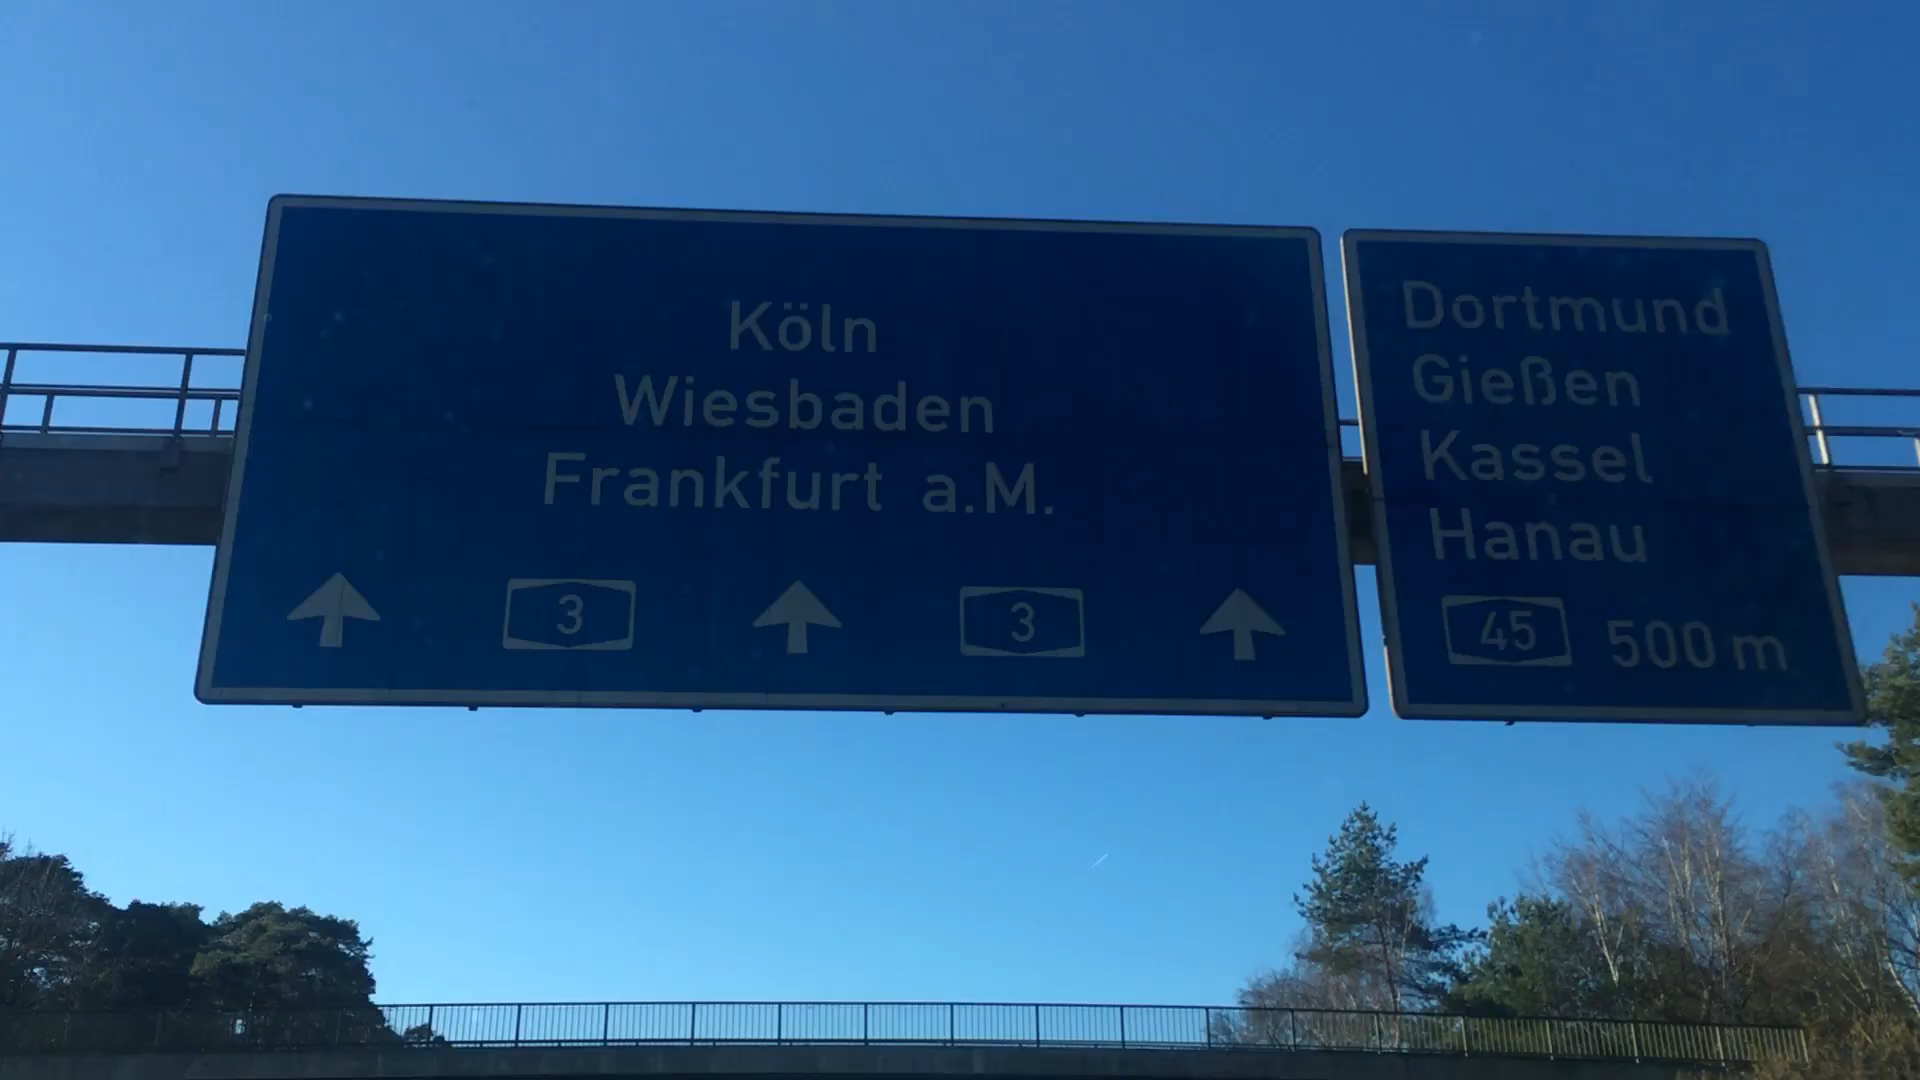 Köln
Wiesbaden
Frankfurt a.M.
3 3
Dortmund
Gießen
Kassel
Hanau
45 500 m